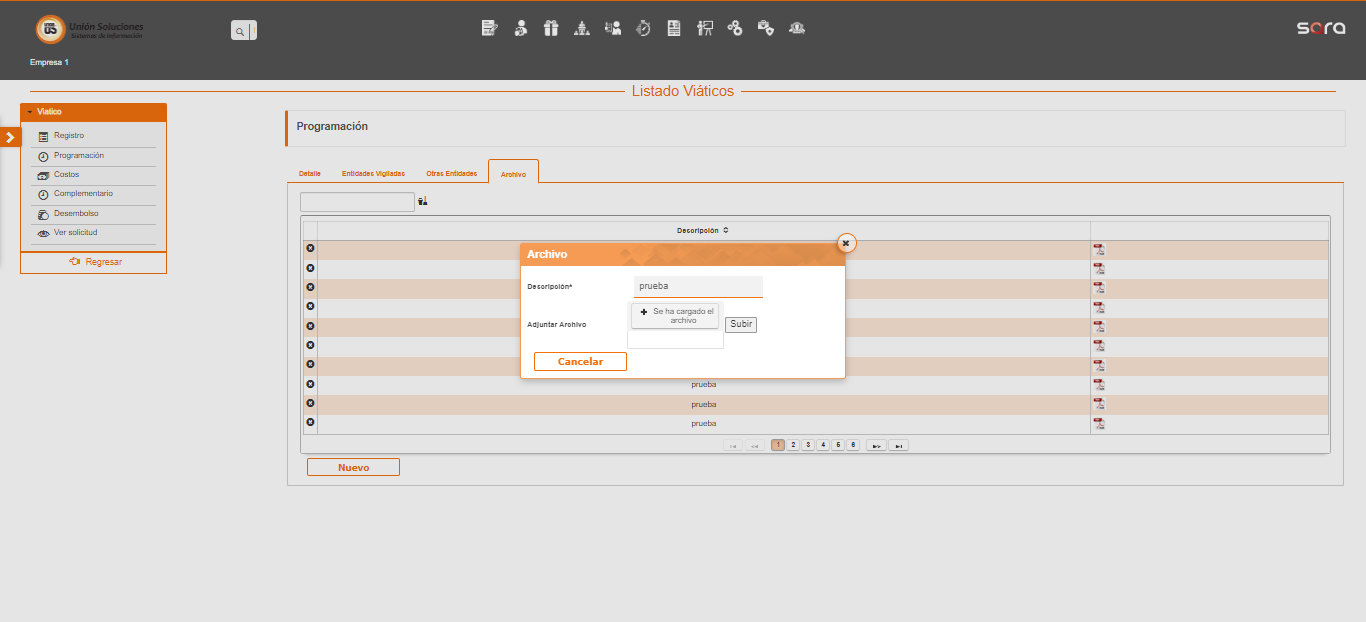 Unión Soluciones
Sistemas de Información
sara
Empresa 1
Listado Viáticos
Viatico
Registro
Programación
Costos
Complementario
Desembolso
Ver solicitud
Regresar
Programación
Detalle
Entidades Vigiladas
Otras Entidades
Archivo
Descripción
Archivo
Descripción*
prueba
Adjuntar Archivo
Se ha cargado el
archivo
Subir
Cancelar
prueba
prueba
prueba
1 2 3 4 5 6
Nuevo